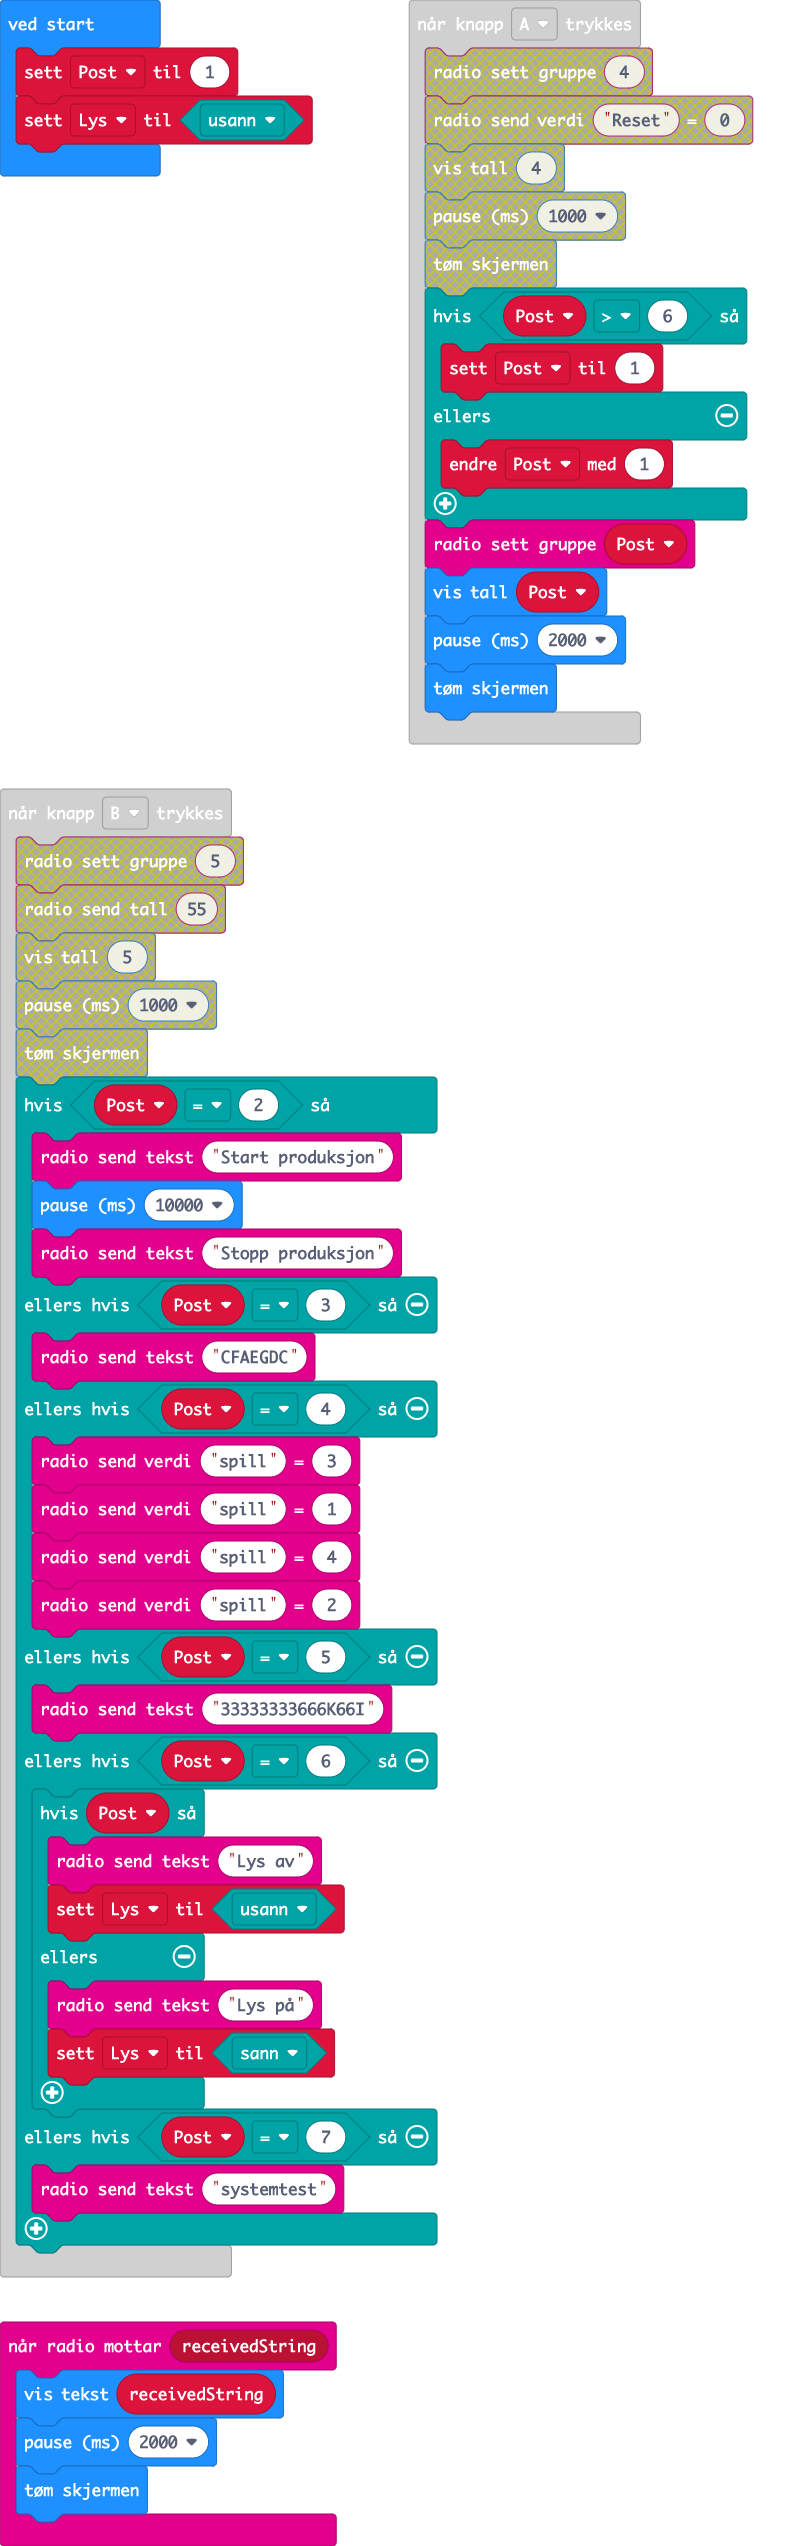 ved start
sett Post til 1
sett Lys til usann
når knapp A trykkes
radio sett gruppe 4
radio send verdi "Reset" = 0
vis tall 4
pause (ms) 1000
tøm skjermen
hvis Post > 6 så
sett Post til 1
ellers
endre Post med 1
radio sett gruppe Post
vis tall Post
pause (ms) 2000
tøm skjermen
når knapp B trykkes
radio sett gruppe 5
radio send tall 55
vis tall 5
pause (ms) 1000
tøm skjermen
hvis Post = 2 så
radio send tekst "Start produksjon"
pause (ms) 10000
radio send tekst "Stopp produksjon"
ellers hvis Post = 3 så
radio send tekst "CFAEGDC"
ellers hvis Post = 4 så
radio send verdi "spill" = 3
radio send verdi "spill" = 1
radio send verdi "spill" = 4
radio send verdi "spill" = 2
ellers hvis Post = 5 så
radio send tekst "33333333666K66I"
ellers hvis Post = 6 så
hvis Post så
radio send tekst "Lys av"
sett Lys til usann
ellers
radio send tekst "Lys på"
sett Lys til sann
ellers hvis Post = 7 så
radio send tekst "systemtest"
når radio mottar receivedString
vis tekst receivedString
pause (ms) 2000
tøm skjermen